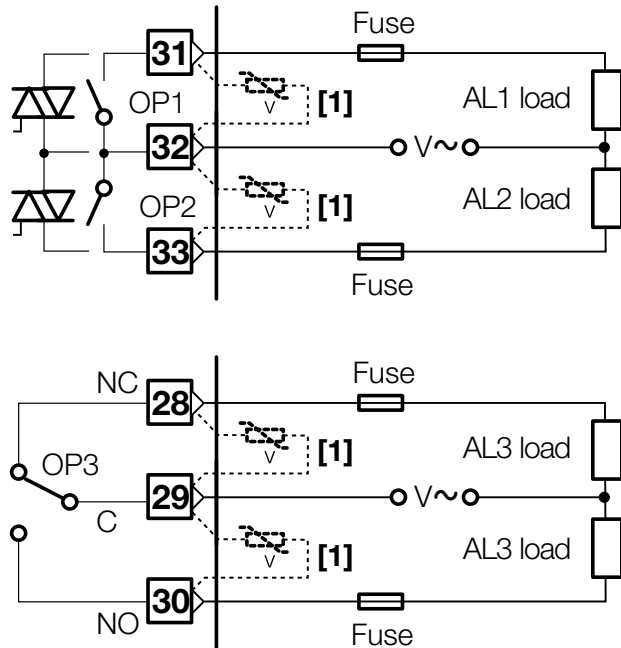 31
Fuse
OP1
V
[1]
AL1 load
32
V~
OP2
V
[1]
AL2 load
33
Fuse
NC
28
Fuse
OP3
V
[1]
AL3 load
29
C
V~
V
[1]
AL3 load
30
NO
Fuse